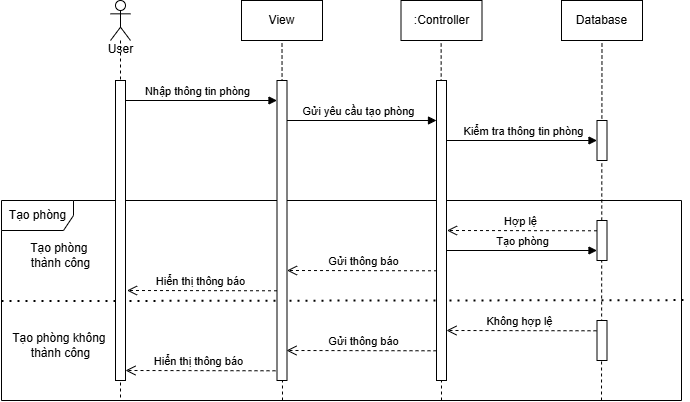 User
View
:Controller
Database
Nhập thông tin phòng
Gửi yêu cầu tạo phòng
Kiểm tra thông tin phòng
Tạo phòng
Hợp lệ
Tạo phòng
Tạo phòng
thành công
Gửi thông báo
Hiển thị thông báo
Không hợp lệ
Tạo phòng không
thành công
Gửi thông báo
Hiển thị thông báo